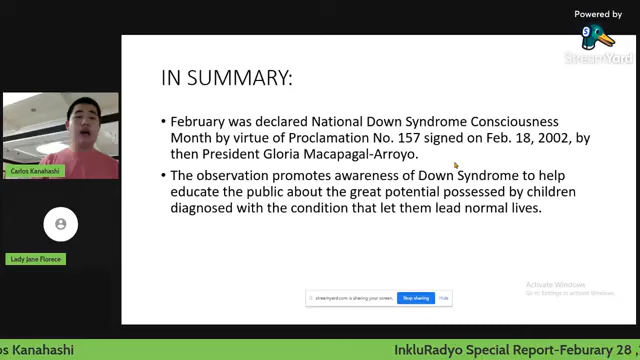 Powered by
StreamYard
IN SUMMARY:
• February was declared National Down Syndrome Consciousness
Month by virtue of Proclamation No. 157 signed on Feb. 18, 2002, by
then President Gloria Macapagal-Arroyo.
• The observation promotes awareness of Down Syndrome to help
educate the public about the great potential possessed by children
diagnosed with the condition that let them lead normal lives.
Carlos Kanahashi
Lady Jane Florece
Activate Windows
Go to Settings to activate Windows.
streamyard.com is sharing your screen.
Stop sharing
Hide
os Kanahashi
InkluRadyo Special Report-Feburary 28 ,